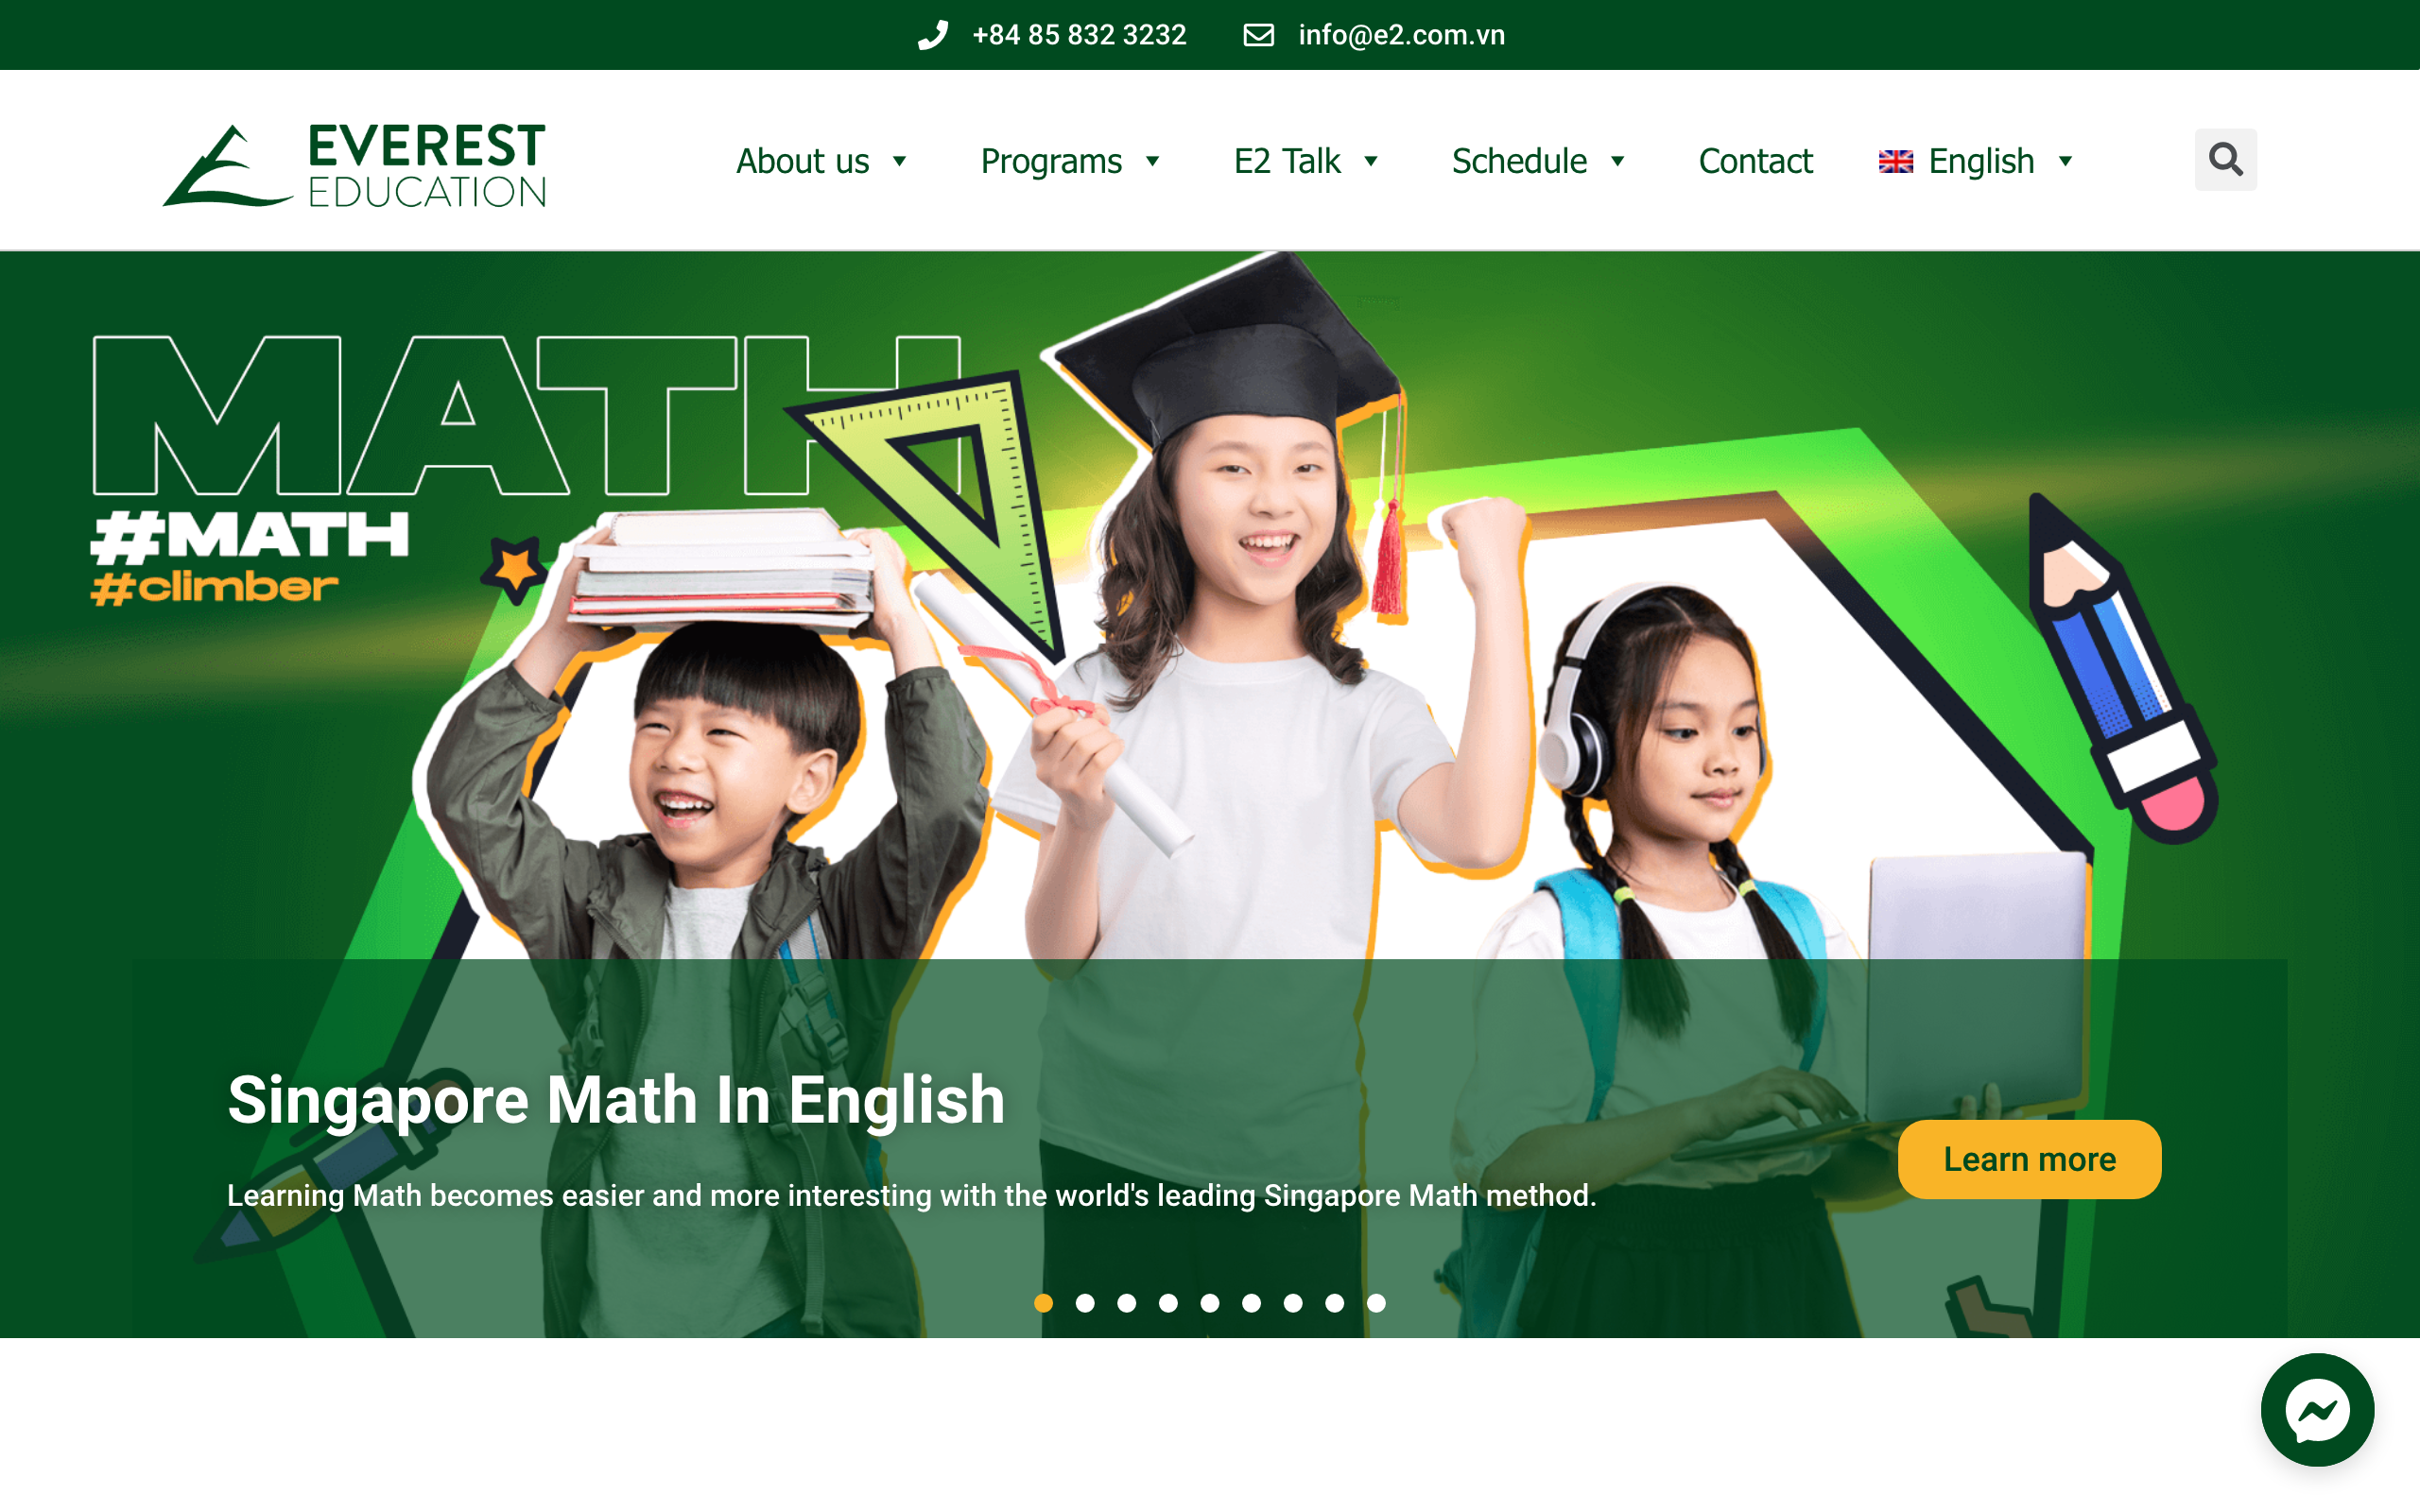 +84 85 832 3232 info@e2.com.vn
EVEREST
EDUCATION
About us Programs E2 Talk Schedule Contact English
MATH
#MATH
#climber
Singapore Math In English
Learning Math becomes easier and more interesting with the world's leading Singapore Math method.
Learn more